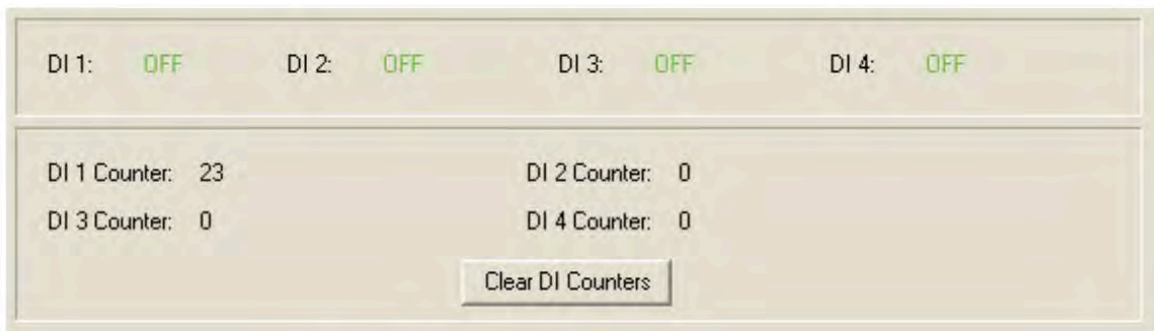 DI 1: OFF DI 2: OFF DI 3: OFF DI 4: OFF
DI 1 Counter: 23 DI 2 Counter: 0
DI 3 Counter: 0 DI 4 Counter: 0
Clear DI Counters